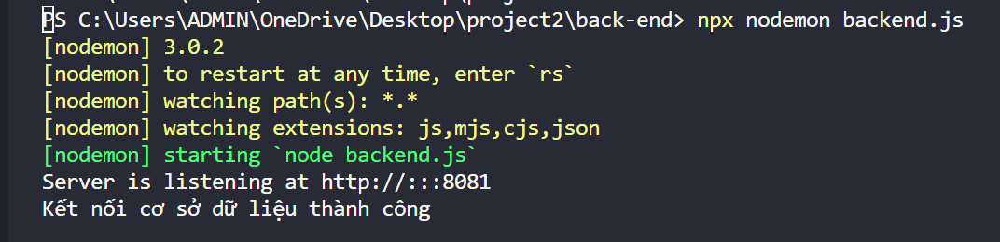 PS C:\Users\ADMIN\OneDrive\Desktop\project2\back-end> npx nodemon backend.js
[nodemon] 3.0.2
[nodemon] to restart at any time, enter `rs`
[nodemon] watching path(s): *.*
[nodemon] watching extensions: js,mjs,cjs,json
[nodemon] starting `node backend.js`
Server is listening at http://:::8081
Kết nối cơ sở dữ liệu thành công